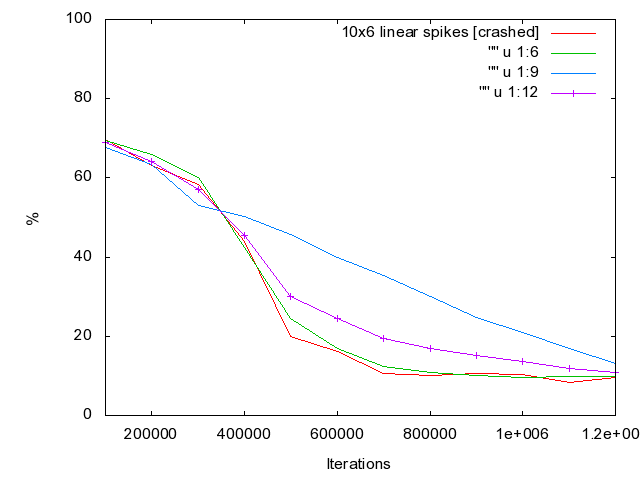 100
80
60
40
20
0
%
10x6 linear spikes [crashed]
"" u 1:6
"" u 1:9
"" u 1:12
200000 400000 600000 800000 1e+006 1.2e+00
Iterations